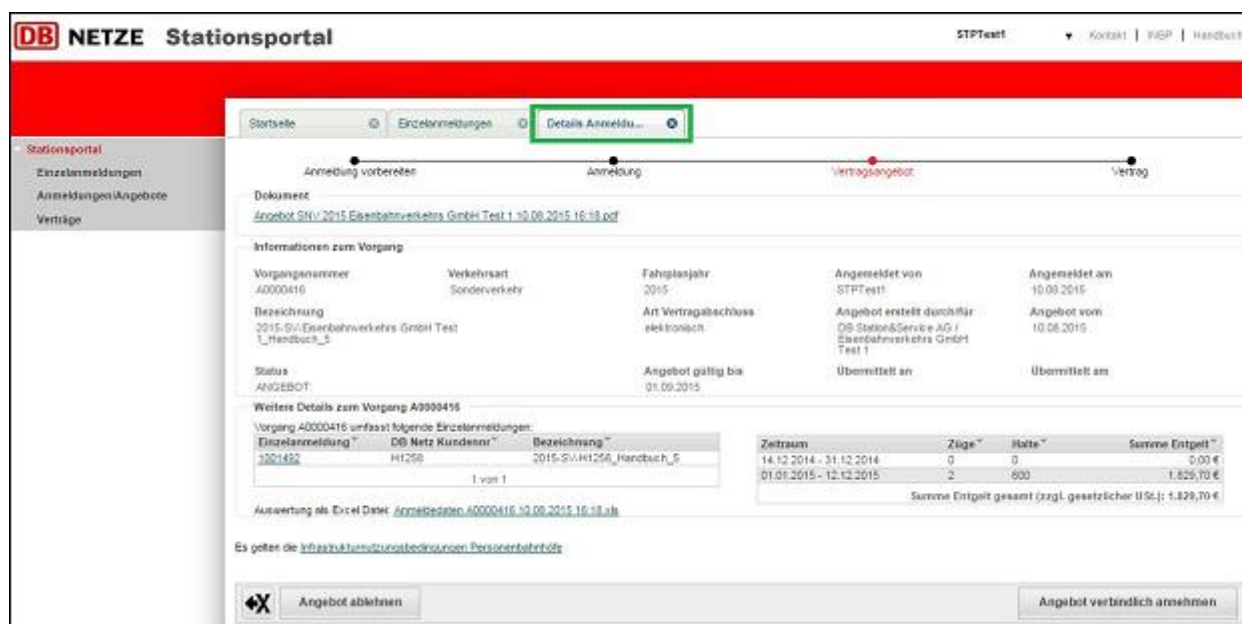 DB NETZE Stationsportal
STPTest1 Kontakt | INBP | Handbuch
Startseite Einzelanmeldungen Details Anmeldu...
Stationsportal
Einzelanmeldungen
Anmeldungen/Angebote
Verträge
Anmeldung vorbereiten Anmeldung Vertragsangebot Vertrag
Dokument
Angebot SNV 2015 Eisenbahnverkehrs GmbH Test 1 10.08.2015 16:18.pdf
Informationen zum Vorgang
Vorgangsnummer Verkehrsart Fahrplanjahr Angemeldet von Angemeldet am
A0000416 Sonderverkehr 2015 STPTest1 10.08.2015
Bezeichnung Art Vertragabschluss Angebot erstellt durch/für Angebot vom
2015-SV-Eisenbahnverkehrs GmbH Test elektronisch DB Station&Service AG / 10.08.2015
1_Handbuch_5 Eisenbahnverkehrs GmbH
Test 1
Status Angebot gültig bis Übermittelt an Übermittelt am
ANGEBOT 01.09.2015
Weitere Details zum Vorgang A0000416
Vorgang A0000416 umfasst folgende Einzelanmeldungen:
Einzelanmeldung DB Netz Kundennr Bezeichnung
1001492 H1258 2015-SV-H1256_Handbuch_5
1 von 1
Zeitraum Züge Halte Summe Entgelt
14.12.2014 - 31.12.2014 0 0 0,00 €
01.01.2015 - 12.12.2015 2 600 1.829,70 €
Summe Entgelt gesamt (zzgl. gesetzlicher USt.): 1.829,70 €
Auswertung als Excel Datei: Anmeldedaten A0000416 10.08.2015 16:18.xls
Es gelten die Infrastrukturnutzungsbedingungen Personenbahnhöfe
Angebot ablehnen Angebot verbindlich annehmen